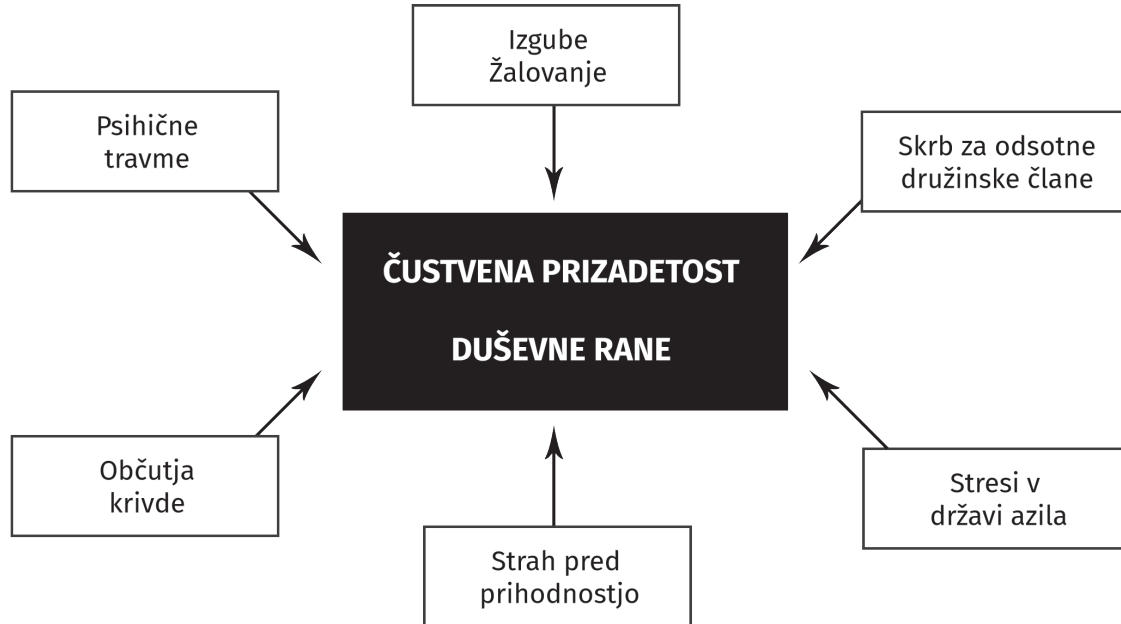 Izgube
Žalovanje
Psihične
travme
Skrb za odsotne
družinske člane
ČUSTVENA PRIZADETOST
DUŠEVNE RANE
Občutja
krivde
Stresi v
državi azila
Strah pred
prihodnostjo